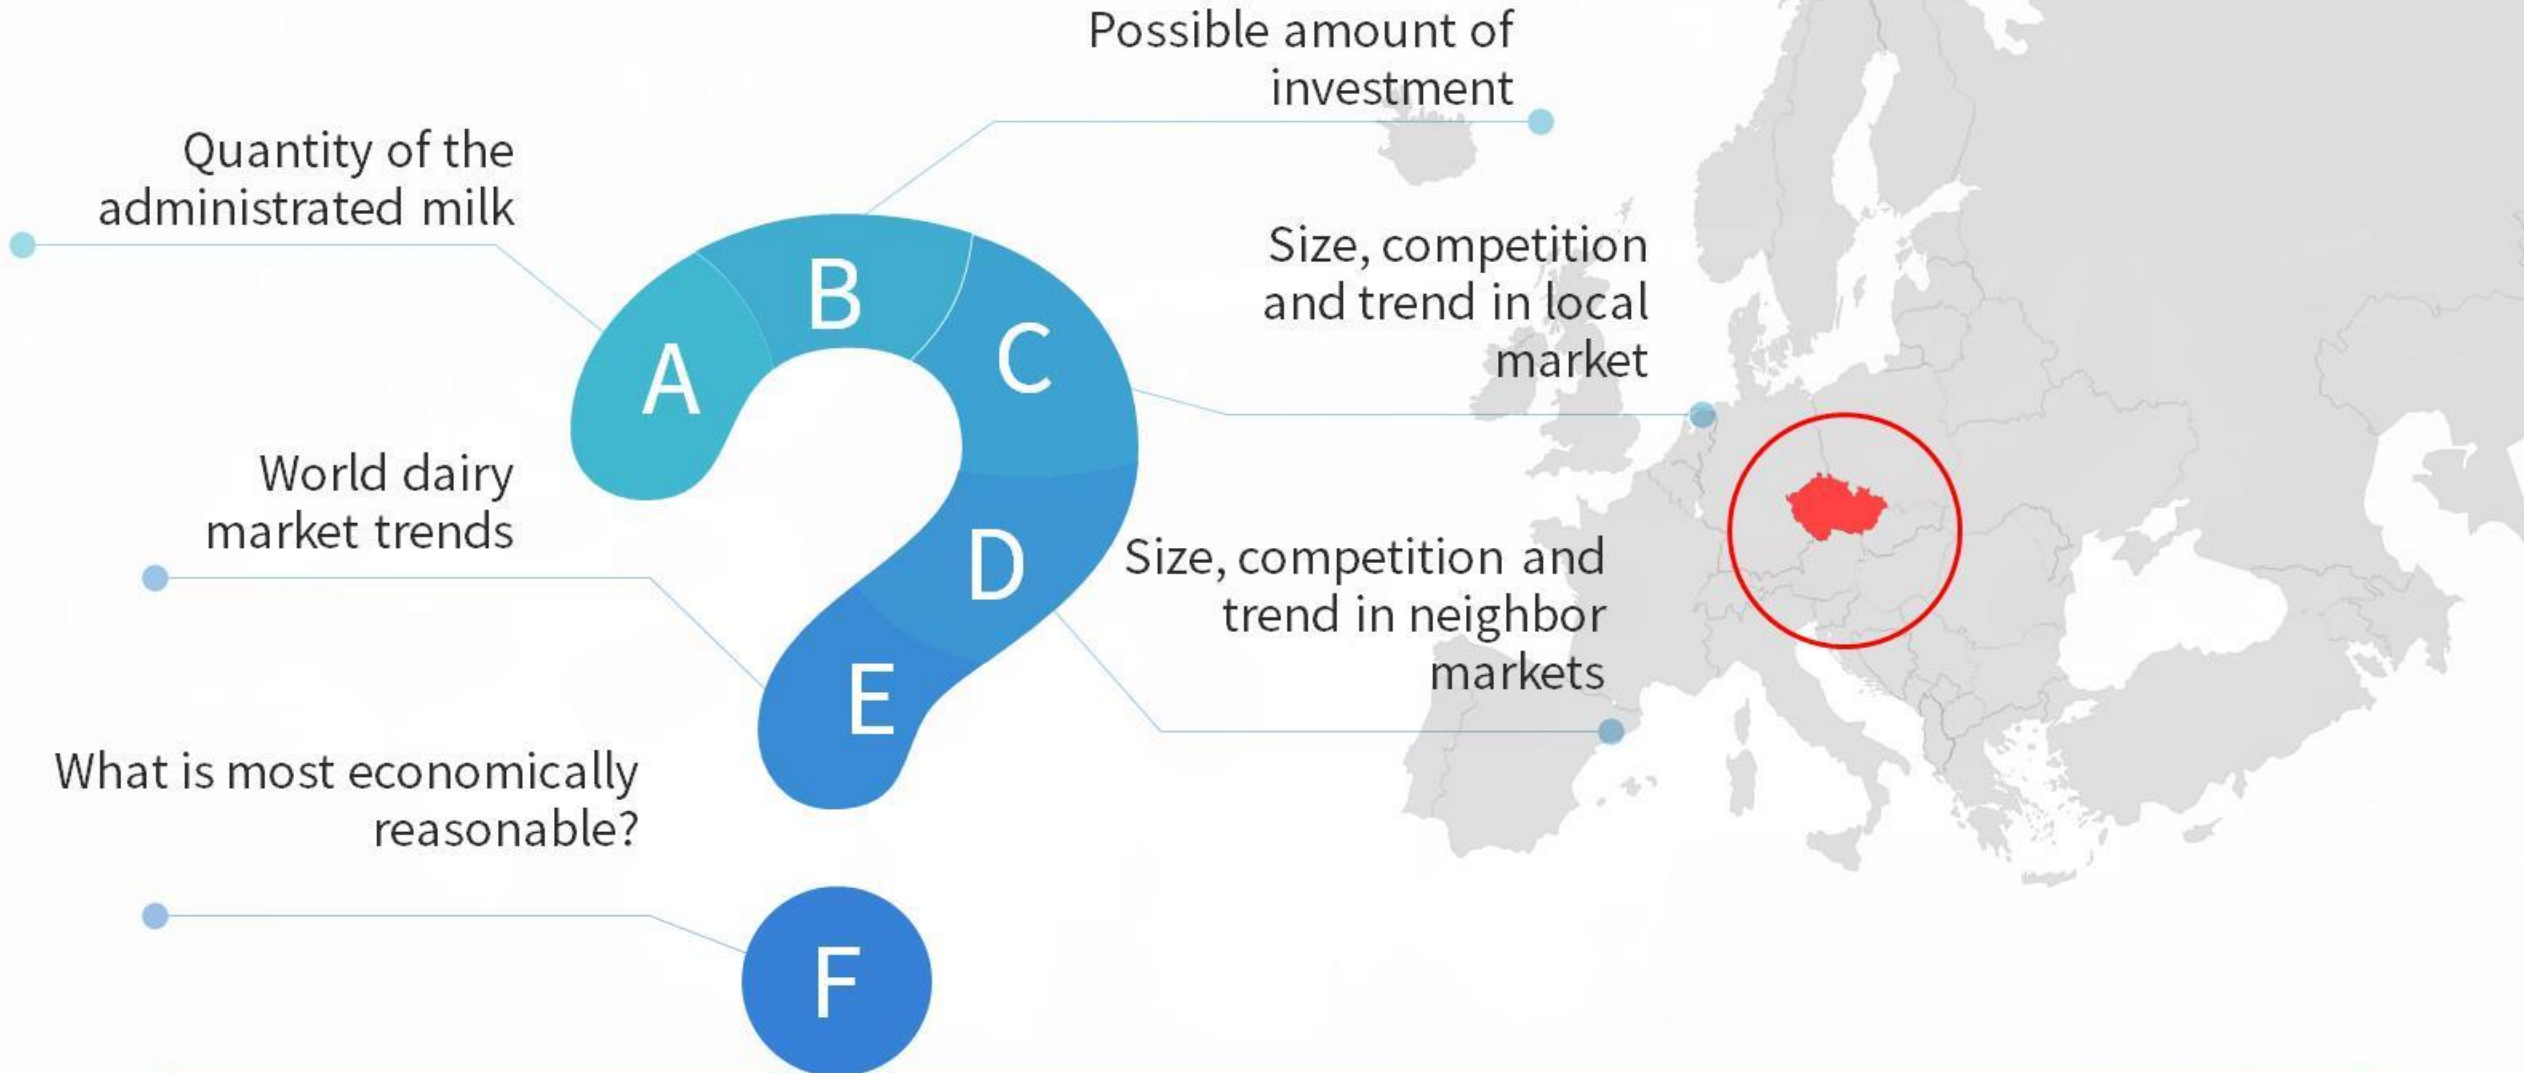 Possible amount of
investment
Quantity of the
administrated milk
Size, competition
and trend in local
market
World dairy
market trends
Size, competition and
trend in neighbor
markets
What is most economically
reasonable?
A
B
C
D
E
F